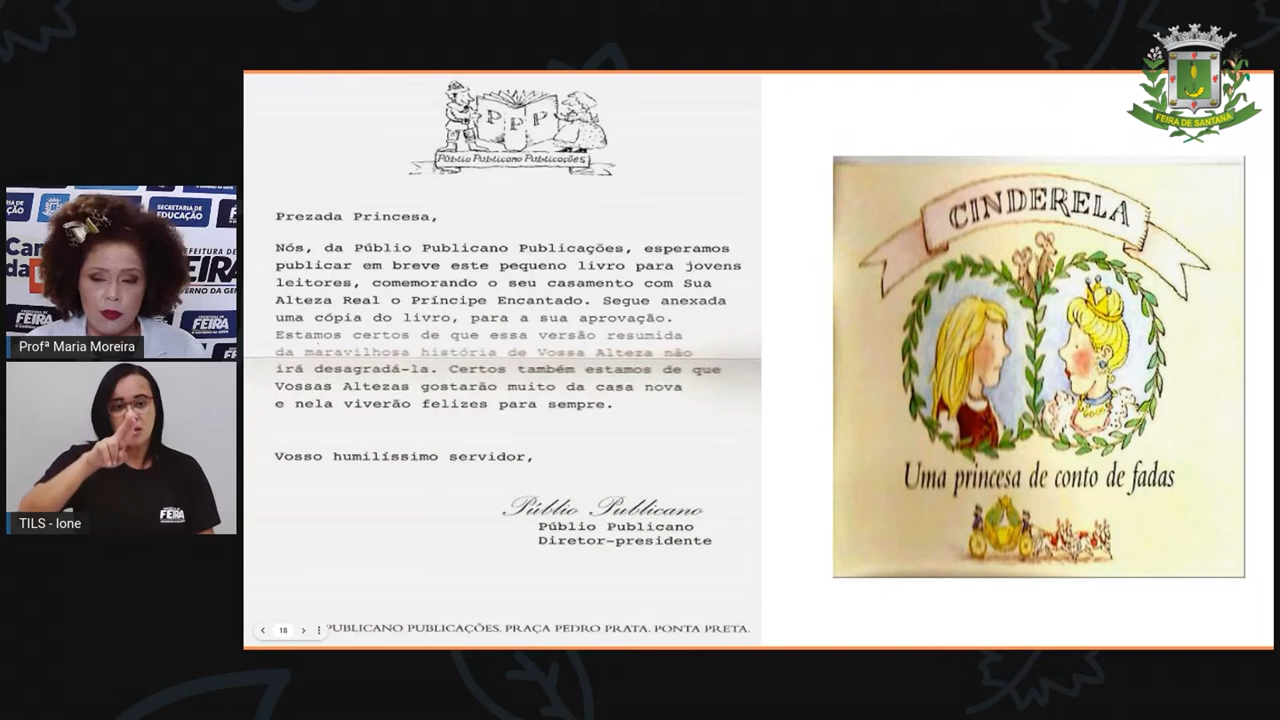 FEIRA DE SANTANA
SECRETARIA DE
EDUCAÇÃO
FEIRA
Profª Maria Moreira
FEIRA
TILS - Ione
PPP
Públio Publicano Publicações
Prezada Princesa,
Nós, da Públio Publicano Publicações, esperamos
publicar em breve este pequeno livro para jovens
leitores, comemorando o seu casamento com Sua
Alteza Real o Príncipe Encantado. Segue anexada
uma cópia do livro, para a sua aprovação.
Estamos certos de que essa versão resumida
da maravilhosa história de Vossa Alteza não
irá desagradá-la. Certos também estamos de que
Vossas Altezas gostarão muito da casa nova
e nela viverão felizes para sempre.
Vosso humilíssimo servidor,
Públio Publicano
Públio Publicano
Diretor-presidente
18
PUBLICANO PUBLICAÇÕES. PRAÇA PEDRO PRATA. PONTA PRETA.
CINDERELA
Uma princesa de conto de fadas